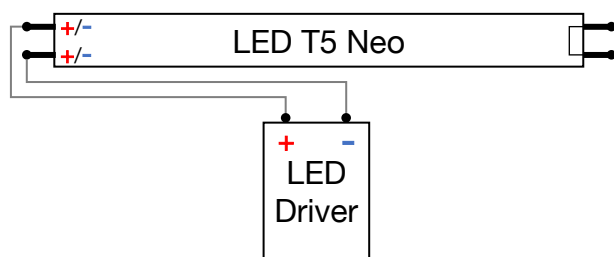 +/-
LED T5 Neo
+/-
+ -
LED
Driver